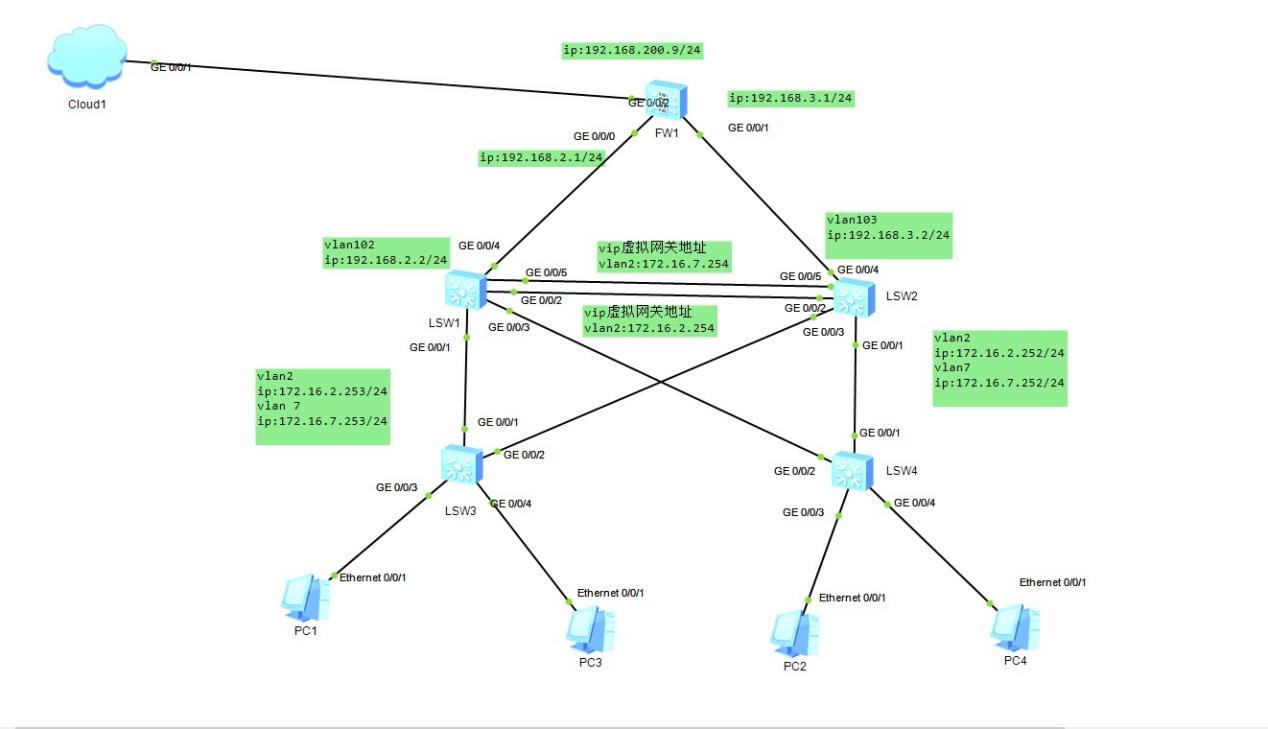 ip:192.168.200.9/24
GE 0/0/1
Cloud1
GE 0/0/2
ip:192.168.3.1/24
FW1
GE 0/0/0
GE 0/0/1
ip:192.168.2.1/24
vlan102
ip:192.168.2.2/24
GE 0/0/4
vip虚拟网关地址
vlan2:172.16.7.254
vlan103
ip:192.168.3.2/24
GE 0/0/5
GE 0/0/5
GE 0/0/4
GE 0/0/2
GE 0/0/2
LSW1
LSW2
GE 0/0/3
vip虚拟网关地址
vlan2:172.16.2.254
GE 0/0/3
GE 0/0/1
GE 0/0/1
vlan2
ip:172.16.2.253/24
vlan 7
ip:172.16.7.253/24
vlan2
ip:172.16.2.252/24
vlan7
ip:172.16.7.252/24
GE 0/0/1
GE 0/0/2
GE 0/0/1
GE 0/0/2
LSW4
GE 0/0/3
GE 0/0/4
LSW3
GE 0/0/3
GE 0/0/4
Ethernet 0/0/1
Ethernet 0/0/1
Ethernet 0/0/1
Ethernet 0/0/1
PC1
PC3
PC2
PC4